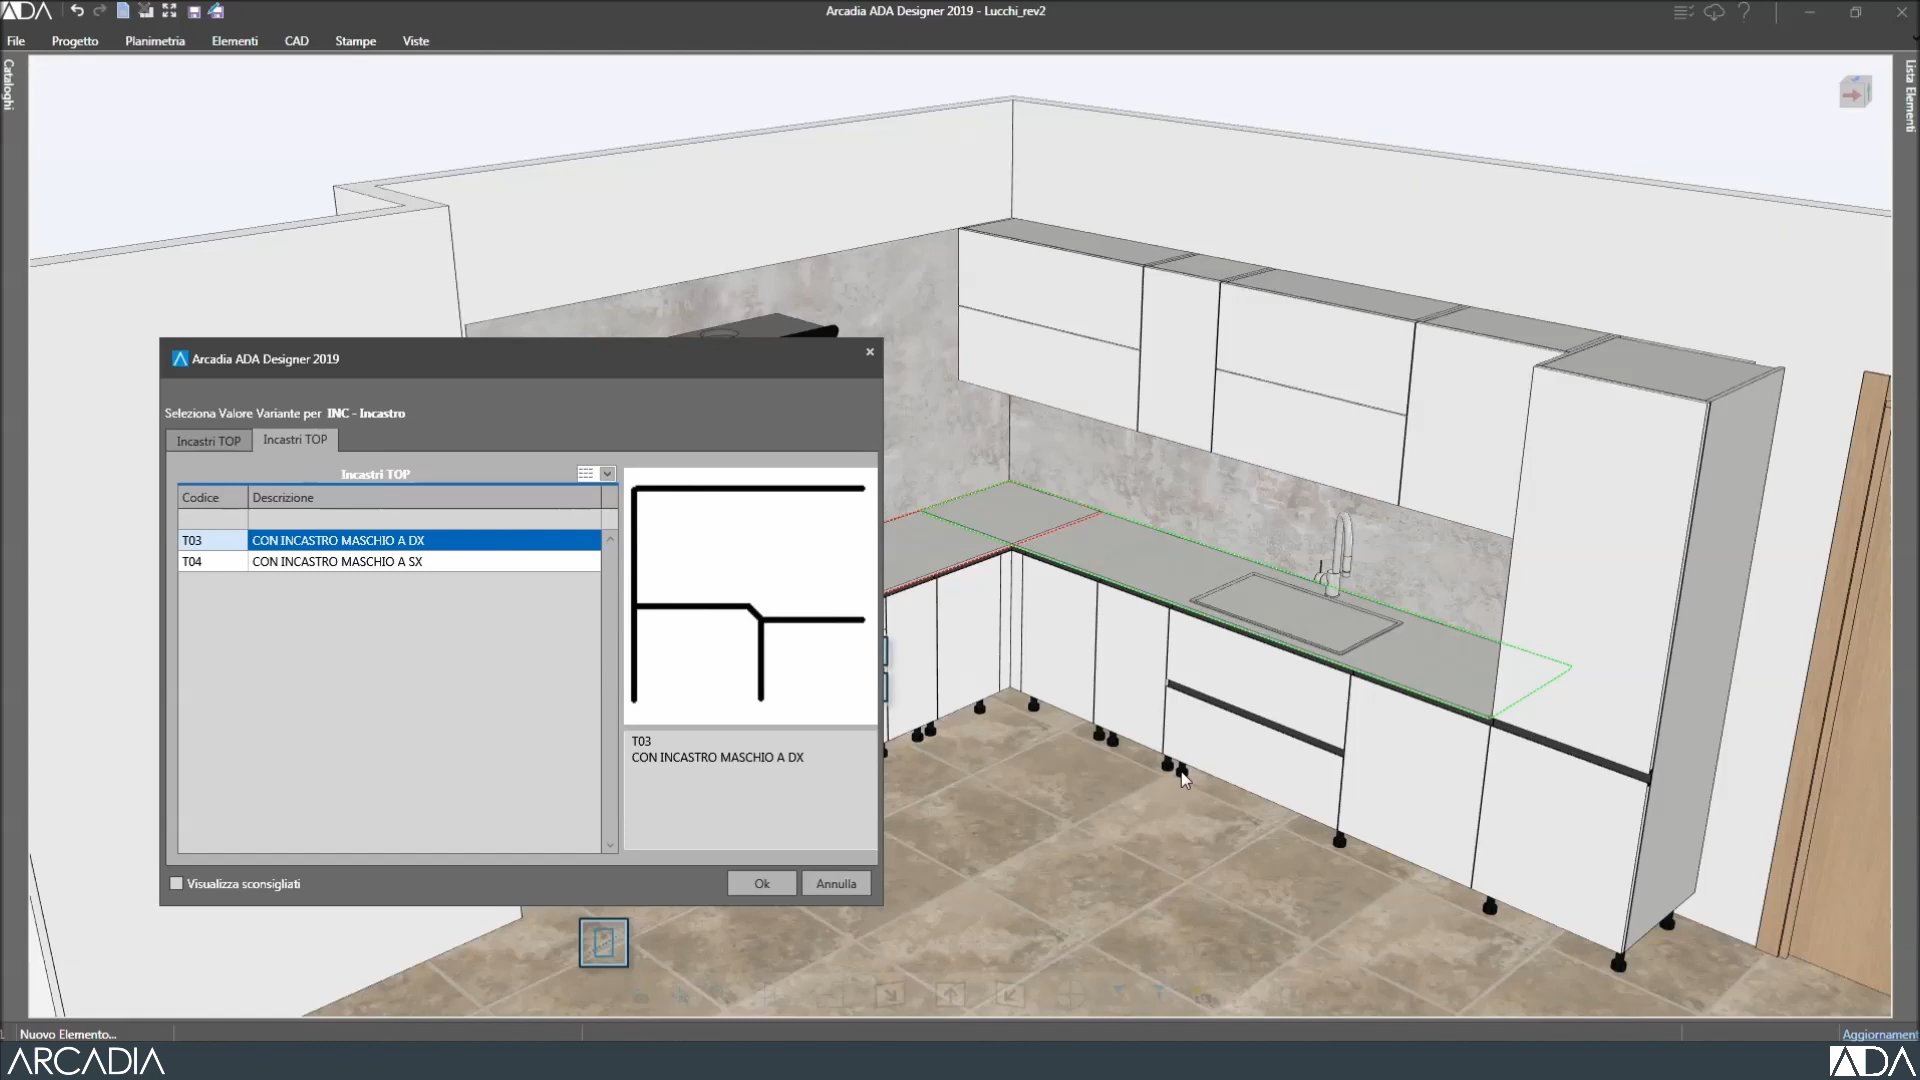 ADA
Arcadia ADA Designer 2019 - Lucchi_rev2
File Progetto Planimetria Elementi CAD Stampe Viste
Cataloghi
Lista Elementi
Arcadia ADA Designer 2019
Seleziona Valore Variante per INC - Incastro
Incastri TOP Incastri TOP
Incastri TOP
Codice Descrizione
T03 CON INCASTRO MASCHIO A DX
T04 CON INCASTRO MASCHIO A SX
T03
CON INCASTRO MASCHIO A DX
Visualizza sconsigliati
Ok Annulla
Nuovo Elemento...
Aggiornament
ARCADIA
ADA